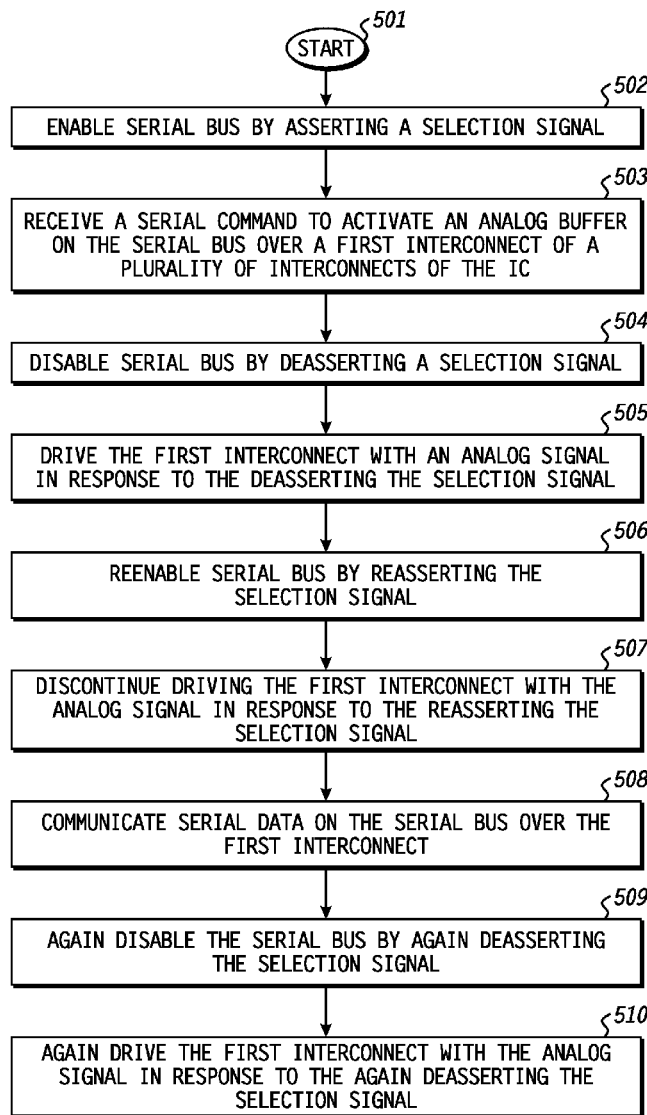 501
START
502
ENABLE SERIAL BUS BY ASSERTING A SELECTION SIGNAL
503
RECEIVE A SERIAL COMMAND TO ACTIVATE AN ANALOG BUFFER
ON THE SERIAL BUS OVER A FIRST INTERCONNECT OF A
PLURALITY OF INTERCONNECTS OF THE IC
504
DISABLE SERIAL BUS BY DEASSERTING A SELECTION SIGNAL
505
DRIVE THE FIRST INTERCONNECT WITH AN ANALOG SIGNAL
IN RESPONSE TO THE DEASSERTING THE SELECTION SIGNAL
506
REENABLE SERIAL BUS BY REASSERTING THE
SELECTION SIGNAL
507
DISCONTINUE DRIVING THE FIRST INTERCONNECT WITH THE
ANALOG SIGNAL IN RESPONSE TO THE REASSERTING THE
SELECTION SIGNAL
508
COMMUNICATE SERIAL DATA ON THE SERIAL BUS OVER THE
FIRST INTERCONNECT
509
AGAIN DISABLE THE SERIAL BUS BY AGAIN DEASSERTING
THE SELECTION SIGNAL
510
AGAIN DRIVE THE FIRST INTERCONNECT WITH THE ANALOG
SIGNAL IN RESPONSE TO THE AGAIN DEASSERTING THE
SELECTION SIGNAL